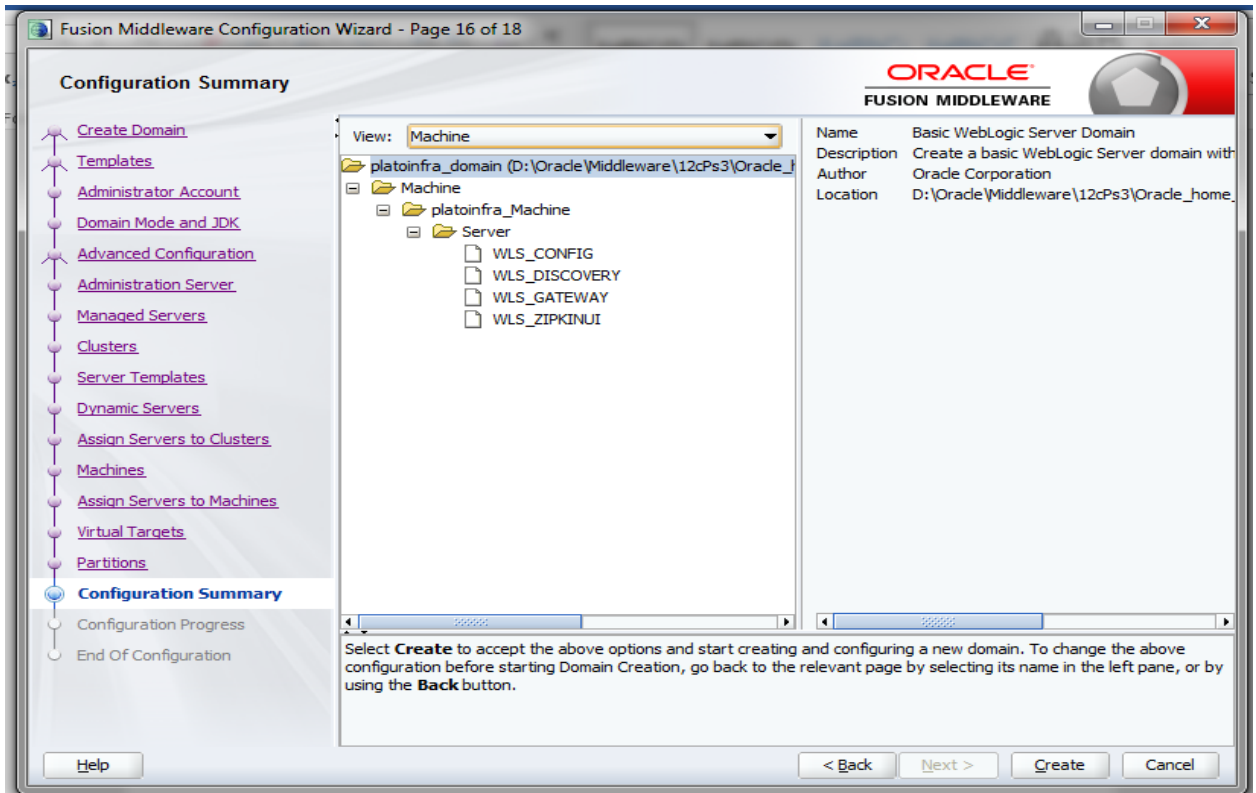 Fusion Middleware Configuration Wizard - Page 16 of 18
Configuration Summary
ORACLE
FUSION MIDDLEWARE
Create Domain
Templates
Administrator Account
Domain Mode and JDK
Advanced Configuration
Administration Server
Managed Servers
Clusters
Server Templates
Dynamic Servers
Assign Servers to Clusters
Machines
Assign Servers to Machines
Virtual Targets
Partitions
Configuration Summary
Configuration Progress
End Of Configuration
View: Machine
platoinfra_domain (D:\Oracle\Middleware\12cPs3\Oracle_h
Machine
platoinfra_Machine
Server
WLS_CONFIG
WLS_DISCOVERY
WLS_GATEWAY
WLS_ZIPKINUI
Name Basic WebLogic Server Domain
Description Create a basic WebLogic Server domain with
Author Oracle Corporation
Location D:\Oracle\Middleware\12cPs3\Oracle_home_
Select Create to accept the above options and start creating and configuring a new domain. To change the above
configuration before starting Domain Creation, go back to the relevant page by selecting its name in the left pane, or by
using the Back button.
Help
< Back
Next >
Create
Cancel